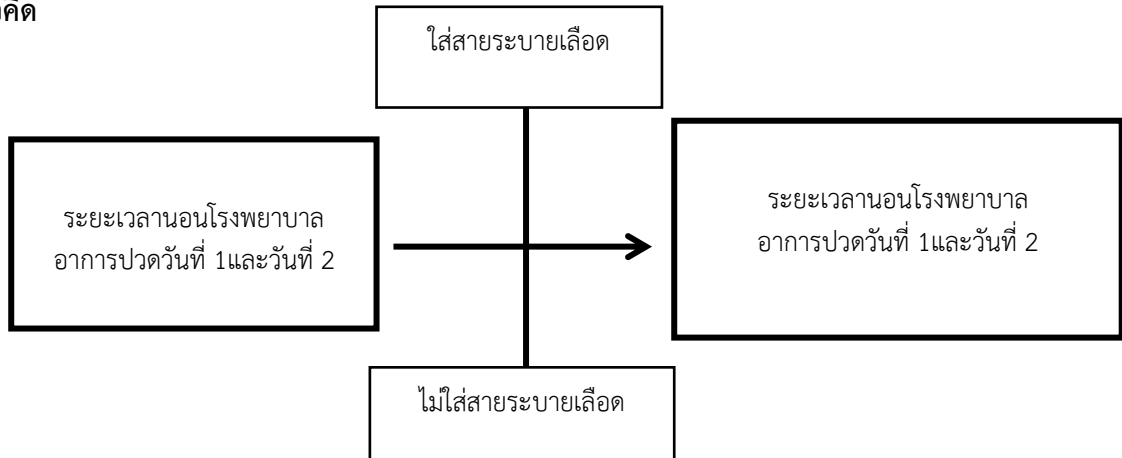 ใส่สายระบายเลือด
ระยะเวลานอนโรงพยาบาล
อาการปวดวันที่ 1และวันที่ 2
ระยะเวลานอนโรงพยาบาล
อาการปวดวันที่ 1และวันที่ 2
ไม่ใส่สายระบายเลือด